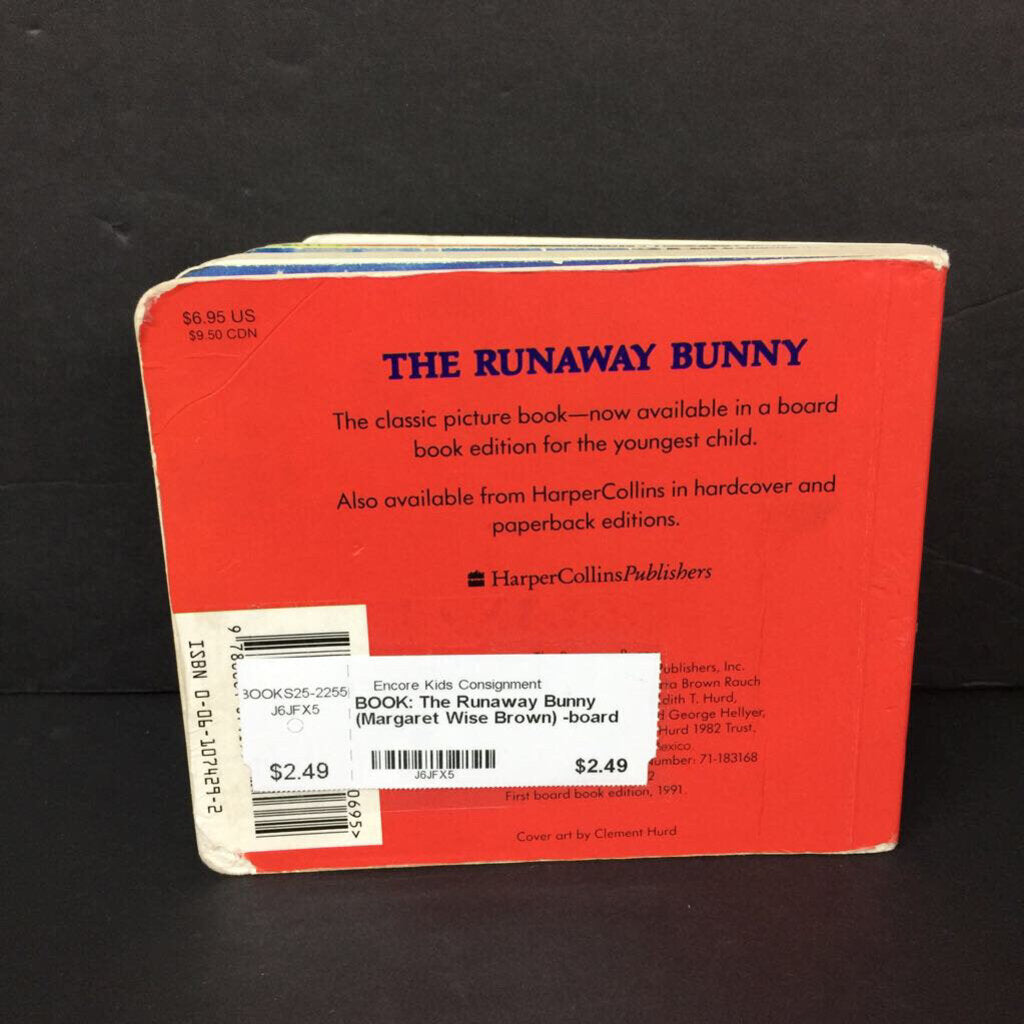 $6.95 US
$9.50 CDN
THE RUNAWAY BUNNY
The classic picture book—now available in a board
book edition for the youngest child.
Also available from HarperCollins in hardcover and
paperback editions.
HarperCollinsPublishers
ISBN 0-06-107429-2
0695>
Publishers, Inc.
Brown Rauch
T. Hurd,
George Hellyer,
Hurd 1982 Trust.
71-183168
First board book edition, 1991.
Cover art by Clement Hurd
BOOKS25-2255
J6JFX5
$2.49
Encore Kids Consignment
BOOK: The Runaway Bunny
(Margaret Wise Brown) -board
J6JFX5
$2.49